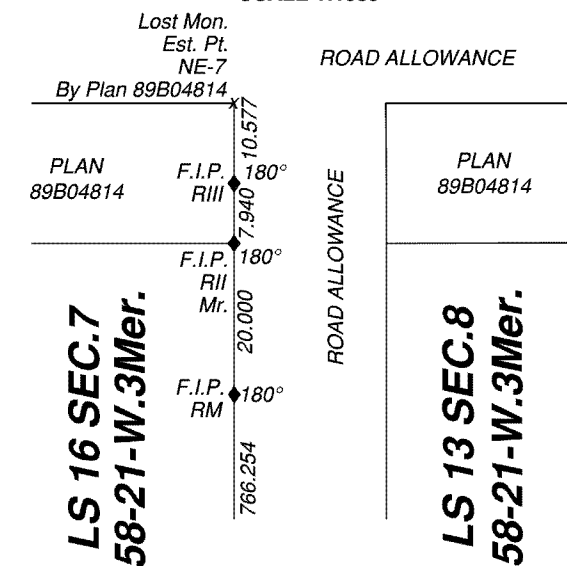 Lost Mon.
Est. Pt.
NE-7
By Plan 89B04814
ROAD ALLOWANCE
10.577
PLAN
89B04814
F.I.P.
RIII
180°
PLAN
89B04814
7.940
ROAD ALLOWANCE
F.I.P.
RII
Mr.
180°
20.000
F.I.P.
RM
180°
766.254
LS 16 SEC.7
58-21-W.3Mer.
LS 13 SEC.8
58-21-W.3Mer.